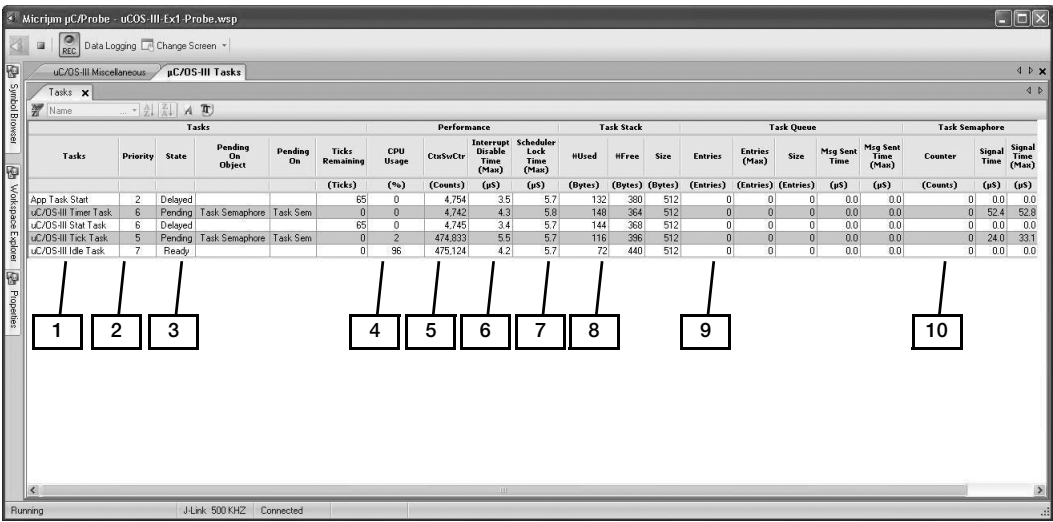 Micriµm µC/Probe - uCOS-III-Ex1-Probe.wsp
REC Data Logging Change Screen
Symbol Browser
Workspace Explorer
Properties
uC/OS-III Miscellaneous µC/OS-III Tasks
Tasks
Name ...
Tasks Performance Task Stack Task Queue Task Semaphore
Tasks Priority State Pending On Object Pending On Ticks Remaining CPU Usage CtxSwCtr Interrupt Disable Time (Max) Scheduler Lock Time (Max) #Used #Free Size Entries Entries (Max) Size Msg Sent Time Msg Sent Time (Max) Counter Signal Time Signal Time (Max)
(Ticks) (%) (Counts) (µS) (µS) (Bytes) (Bytes) (Bytes) (Entries) (Entries) (Entries) (µS) (µS) (Counts) (µS) (µS)
App Task Start 2 Delayed 65 0 4,754 3.5 5.7 132 380 512 0 0 0 0.0 0.0 0 0.0 0.0
uC/OS-III Timer Task 6 Pending Task Semaphore Task Sem 0 0 4,742 4.3 5.8 148 364 512 0 0 0 0.0 0.0 0 52.4 52.8
uC/OS-III Stat Task 6 Delayed 65 0 4,745 3.4 5.7 144 368 512 0 0 0 0.0 0.0 0 0.0 0.0
uC/OS-III Tick Task 5 Pending Task Semaphore Task Sem 0 2 474,833 5.5 5.7 116 396 512 0 0 0 0.0 0.0 0 24.0 33.1
uC/OS-III Idle Task 7 Ready 0 96 475,124 4.2 5.7 72 440 512 0 0 0 0.0 0.0 0 0.0 0.0
1 2 3 4 5 6 7 8 9 10
Running J-Link 500 KHZ Connected